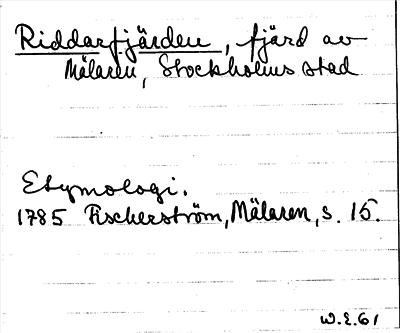 Riddarfjärden, fjärd av
Mälaren, Stockholms stad
Etymologi.
1785 Fischerström, Mälaren, s. 15.
W.E.61